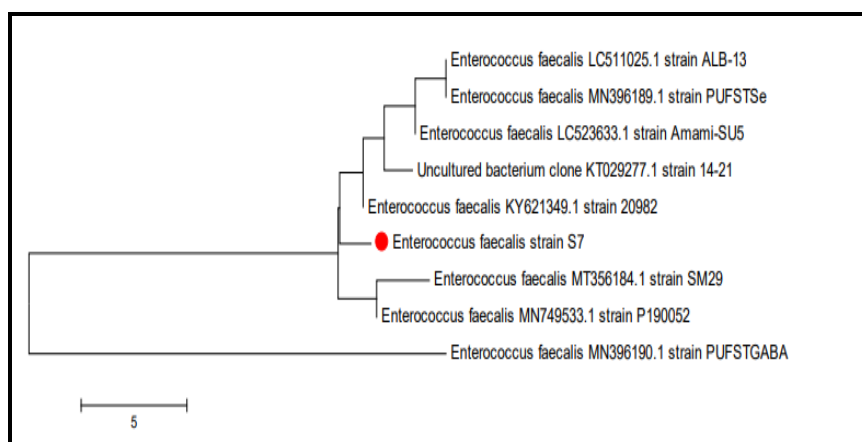 Enterococcus faecalis LC511025.1 strain ALB-13
Enterococcus faecalis MN396189.1 strain PUFSTSe
Enterococcus faecalis LC523633.1 strain Amami-SU5
Uncultured bacterium clone KT029277.1 strain 14-21
Enterococcus faecalis KY621349.1 strain 20982
Enterococcus faecalis strain S7
Enterococcus faecalis MT356184.1 strain SM29
Enterococcus faecalis MN749533.1 strain P190052
Enterococcus faecalis MN396190.1 strain PUFSTGABA
5